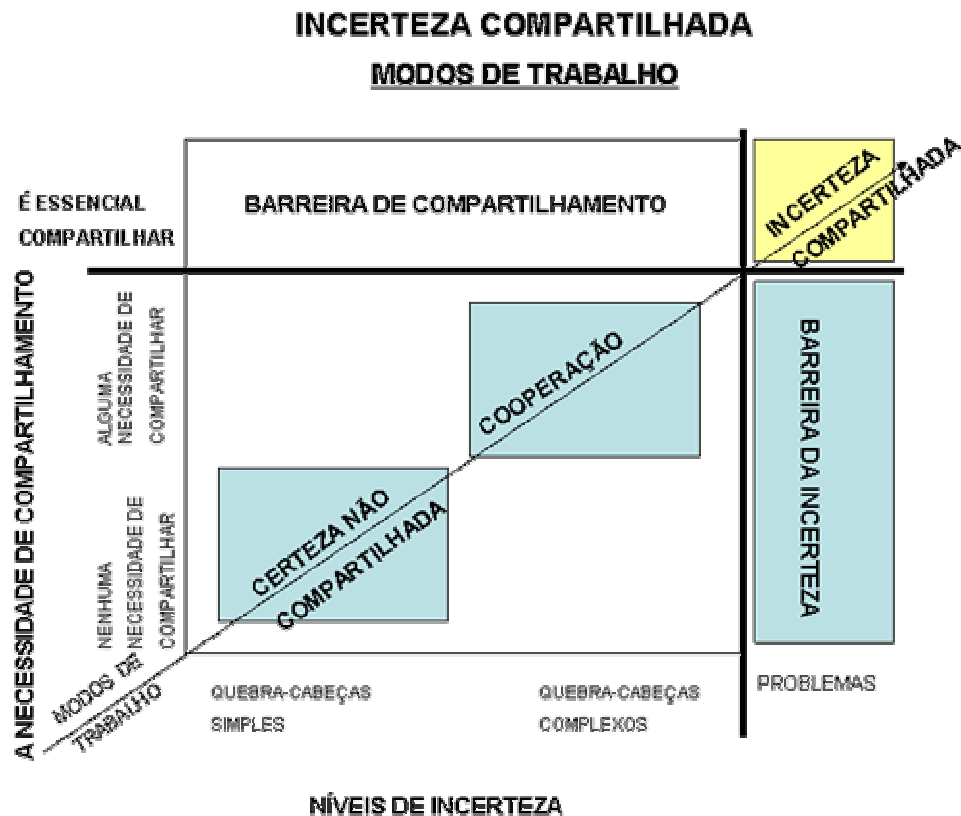 INCERTEZA COMPARTILHADA
MODOS DE TRABALHO
É ESSENCIAL
COMPARTILHAR
BARREIRA DE COMPARTILHAMENTO
INCERTEZA
COMPARTILHADA
A NECESSIDADE DE COMPARTILHAMENTO
ALGUMA
NECESSIDADE DE
COMPARTILHAR
COOPERAÇÃO
BARREIRA DA INCERTEZA
NENHUMA
NECESSIDADE DE
COMPARTILHAR
CERTEZA NÃO
COMPARTILHADA
MODOS DE
TRABALHO
QUEBRA-CABEÇAS
SIMPLES
QUEBRA-CABEÇAS
COMPLEXOS
PROBLEMAS
NÍVEIS DE INCERTEZA